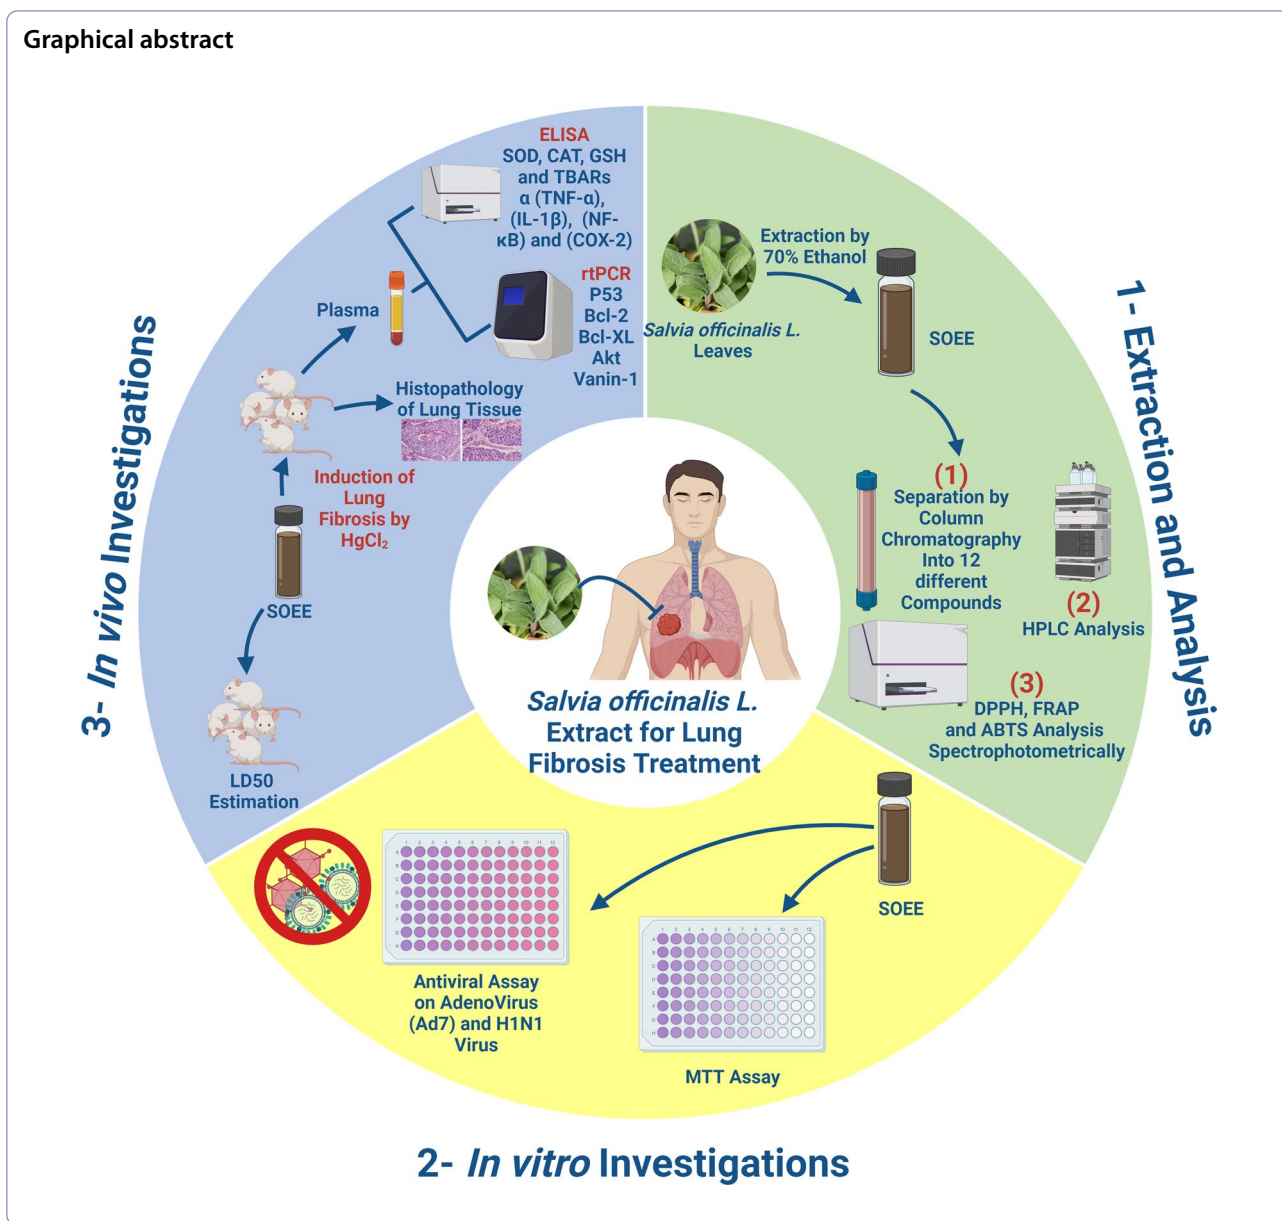 Graphical abstract
1- Extraction and Analysis
Salvia officinalis L.
Leaves
Extraction by
70% Ethanol
SOEE
(1)
Separation by
Column
Chromatography
Into 12
different
Compounds
(2)
HPLC Analysis
(3)
DPPH, FRAP
and ABTS Analysis
Spectrophotometrically
2- In vitro Investigations
SOEE
MTT Assay
Antiviral Assay
on AdenoVirus
(Ad7) and H1N1
Virus
3- In vivo Investigations
SOEE
LD50
Estimation
Induction of
Lung
Fibrosis by
HgCl₂
Plasma
Histopathology
of Lung Tissue
ELISA
SOD, CAT, GSH
and TBARs
α (TNF-α),
(IL-1β), (NF-
κB) and (COX-2)
rtPCR
P53
Bcl-2
Bcl-XL
Akt
Vanin-1
Salvia officinalis L.
Extract for Lung
Fibrosis Treatment